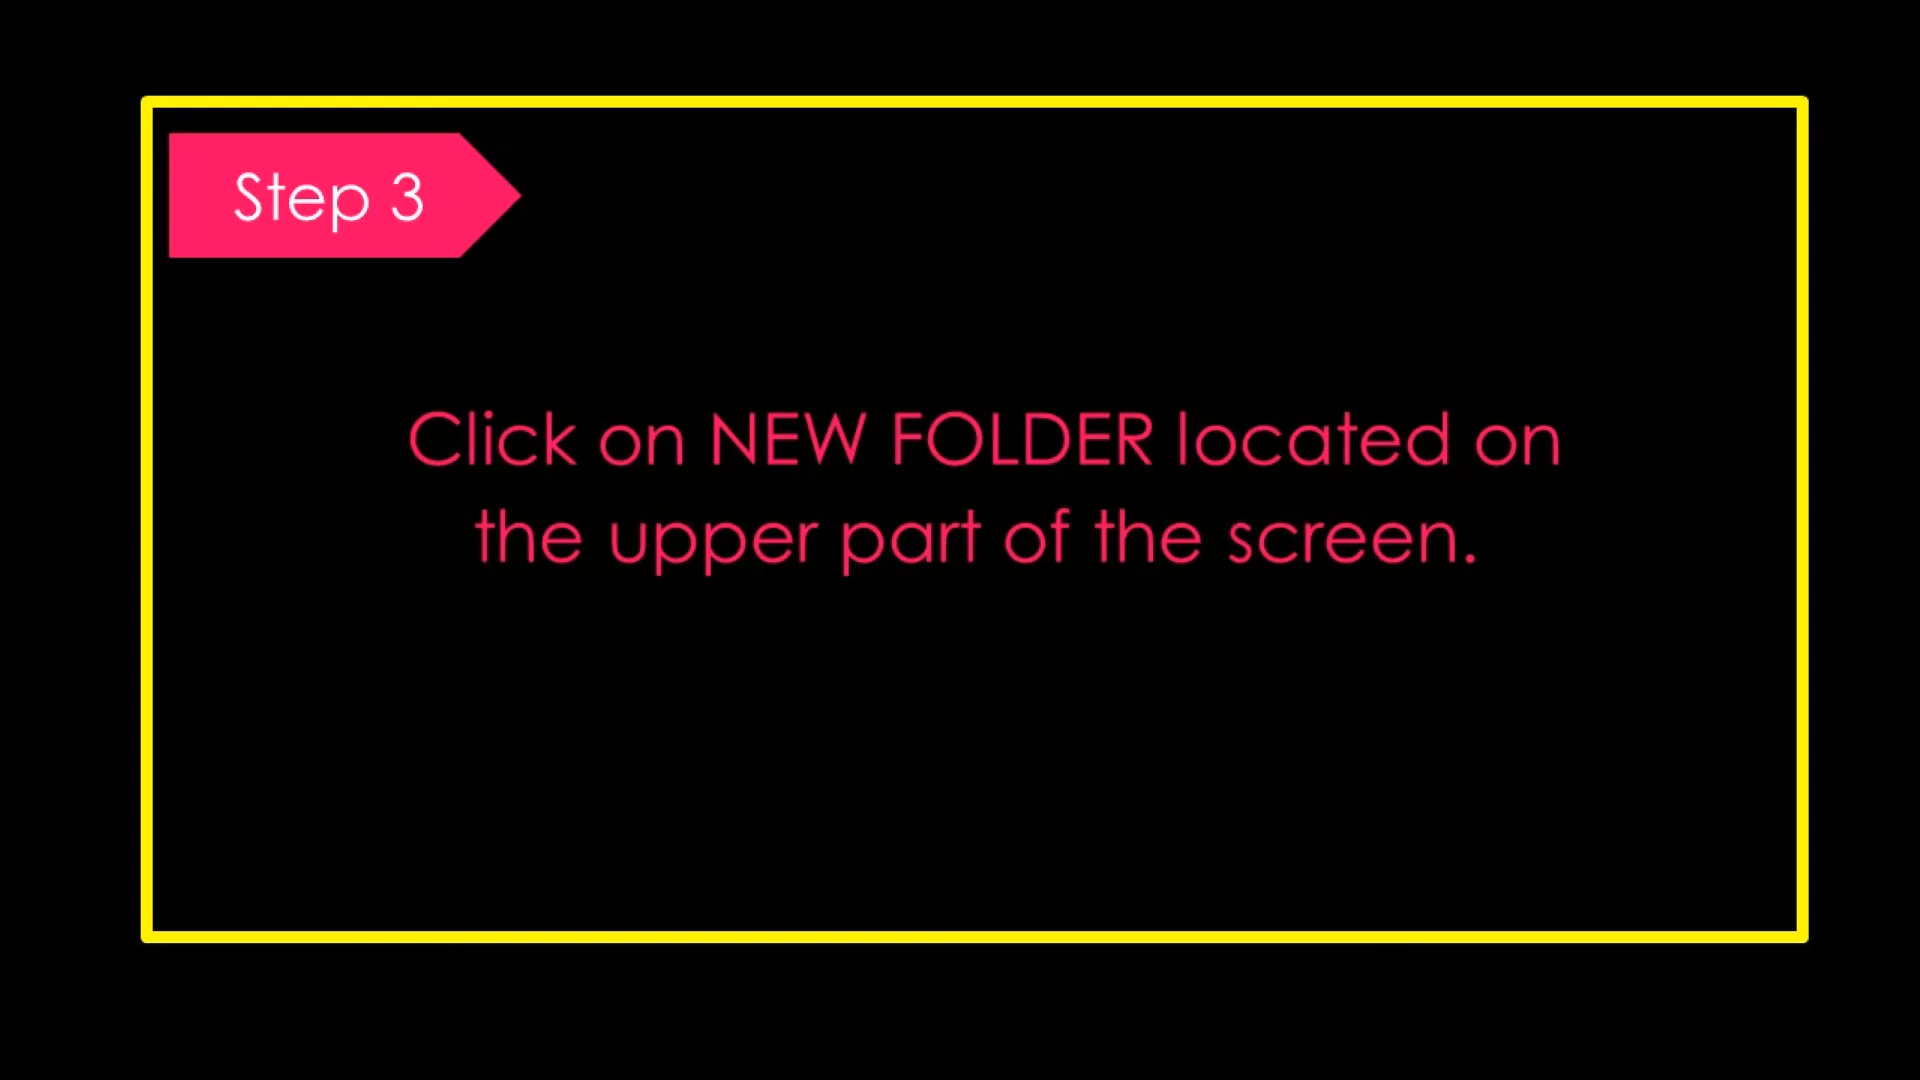 Step 3
Click on NEW FOLDER located on
the upper part of the screen.